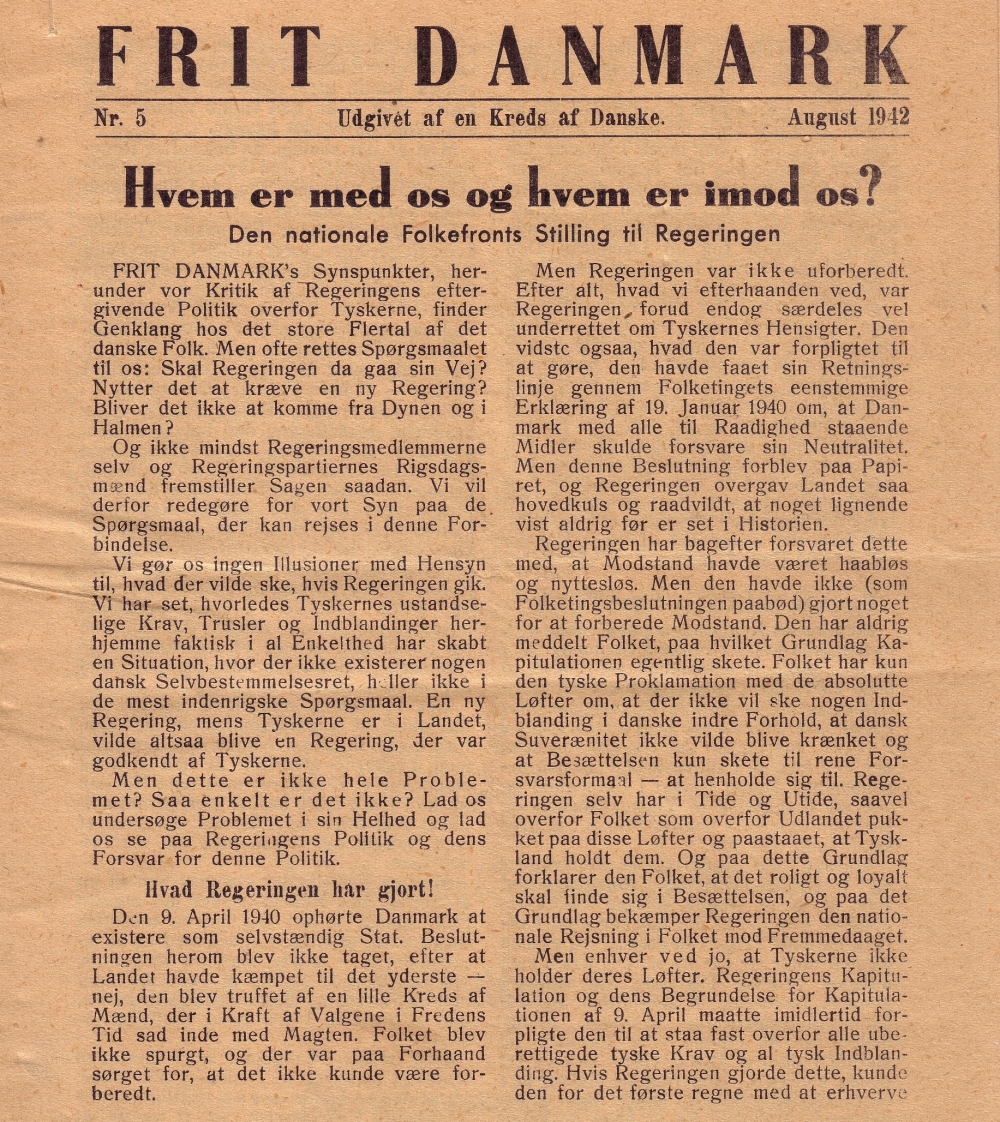 FRIT DANMARK
Nr. 5 Udgivet af en Kreds af Danske. August 1942
Hvem er med os og hvem er imod os?
Den nationale Folkefronts Stilling til Regeringen
FRIT DANMARK's Synspunkter, her-
under vor Kritik af Regeringens efter-
givende Politik overfor Tyskerne, finder
Genklang hos det store Flertal af det
danske Folk. Men ofte rettes Spørgsmaalet
til os: Skal Regeringen da gaa sin Vej?
Nytter det at kræve en ny Regering?
Bliver det ikke at komme fra Dynen og i
Halmen?
Og ikke mindst Regeringsmedlemmerne
selv og Regeringspartiernes Rigsdags-
mænd fremstiller Sagen saadan. Vi vil
derfor redegøre for vort Syn paa de
Spørgsmaal, der kan rejses i denne For-
bindelse.
Vi gør os ingen Illusioner med Hensyn
til, hvad der vilde ske, hvis Regeringen gik.
Vi har set, hvorledes Tyskernes ustandse-
lige Krav, Trusler og Indblandinger her-
hjemme faktisk i al Enkelthed har skabt
en Situation, hvor der ikke existerer nogen
dansk Selvbestemmelsesret, heller ikke i
de mest indenrigske Spørgsmaal. En ny
Regering, mens Tyskerne er i Landet,
vilde altsaa blive en Regering, der var
godkendt af Tyskerne.
Men dette er ikke hele Proble-
met? Saa enkelt er det ikke? Lad os
undersøge Problemet i sin Helhed og lad
os se paa Regeringens Politik og dens
Forsvar for denne Politik.
Hvad Regeringen har gjort!
Den 9. April 1940 ophørte Danmark at
existere som selvstændig Stat. Beslut-
ningen herom blev ikke taget, efter at
Landet havde kæmpet til det yderste —
nej, den blev truffet af en lille Kreds af
Mænd, der i Kraft af Valgene i Fredens
Tid sad inde med Magten. Folket blev
ikke spurgt, og der var paa Forhaand
sørget for, at det ikke kunde være for-
beredt.
Men Regeringen var ikke uforberedt.
Efter alt, hvad vi efterhaanden ved, var
Regeringen forud endog særdeles vel
underrettet om Tyskernes Hensigter. Den
vidste ogsaa, hvad den var forpligtet til
at gøre, den havde faaet sin Retnings-
linje gennem Folketingets eenstemmige
Erklæring af 19. Januar 1940 om, at Dan-
mark med alle til Raadighed staaende
Midler skulde forsvare sin Neutralitet.
Men denne Beslutning forblev paa Papi-
ret, og Regeringen overgav Landet saa
hovedkuls og raadvildt, at noget lignende
vist aldrig før er set i Historien.
Regeringen har bagefter forsvaret dette
med, at Modstand havde været haabløs
og nyttesløs. Men den havde ikke (som
Folketingsbeslutningen paabød) gjort noget
for at forberede Modstand. Den har aldrig
meddelt Folket, paa hvilket Grundlag Ka-
pitulationen egentlig skete. Folket har kun
den tyske Proklamation med de absolutte
Løfter om, at der ikke vil ske nogen Ind-
blanding i danske indre Forhold, at dansk
Suverænitet ikke vilde blive krænket og
at Besættelsen kun skete til rene For-
svarsformaal — at henholde sig til. Rege-
ringen selv har i Tide og Utide, saavel
overfor Folket som overfor Udlandet puk-
ket paa disse Løfter og paastaaet, at Tysk-
land holdt dem. Og paa dette Grundlag
forklarer den Folket, at det roligt og loyalt
skal finde sig i Besættelsen, og paa det
Grundlag bekæmper Regeringen den natio-
nale Rejsning i Folket mod Fremmedaaget.
Men enhver ved jo, at Tyskerne ikke
holder deres Løfter. Regeringens Kapitu-
lation og dens Begrundelse for Kapitula-
tionen af 9. April maatte imidlertid for-
pligte den til at staa fast overfor alle ube-
rettigede tyske Krav og al tysk Indblan-
ding. Hvis Regeringen gjorde dette, kunde
den for det første regne med at erhverve